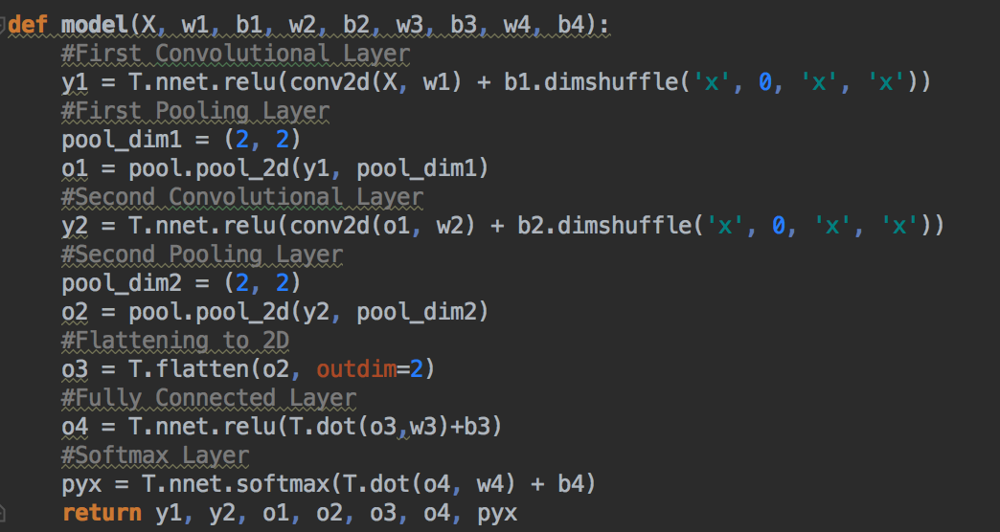 def model(X, w1, b1, w2, b2, w3, b3, w4, b4):
    #First Convolutional Layer
    y1 = T.nnet.relu(conv2d(X, w1) + b1.dimshuffle('x', 0, 'x', 'x'))
    #First Pooling Layer
    pool_dim1 = (2, 2)
    o1 = pool.pool_2d(y1, pool_dim1)
    #Second Convolutional Layer
    y2 = T.nnet.relu(conv2d(o1, w2) + b2.dimshuffle('x', 0, 'x', 'x'))
    #Second Pooling Layer
    pool_dim2 = (2, 2)
    o2 = pool.pool_2d(y2, pool_dim2)
    #Flattening to 2D
    o3 = T.flatten(o2, outdim=2)
    #Fully Connected Layer
    o4 = T.nnet.relu(T.dot(o3,w3)+b3)
    #Softmax Layer
    pyx = T.nnet.softmax(T.dot(o4, w4) + b4)
    return y1, y2, o1, o2, o3, o4, pyx